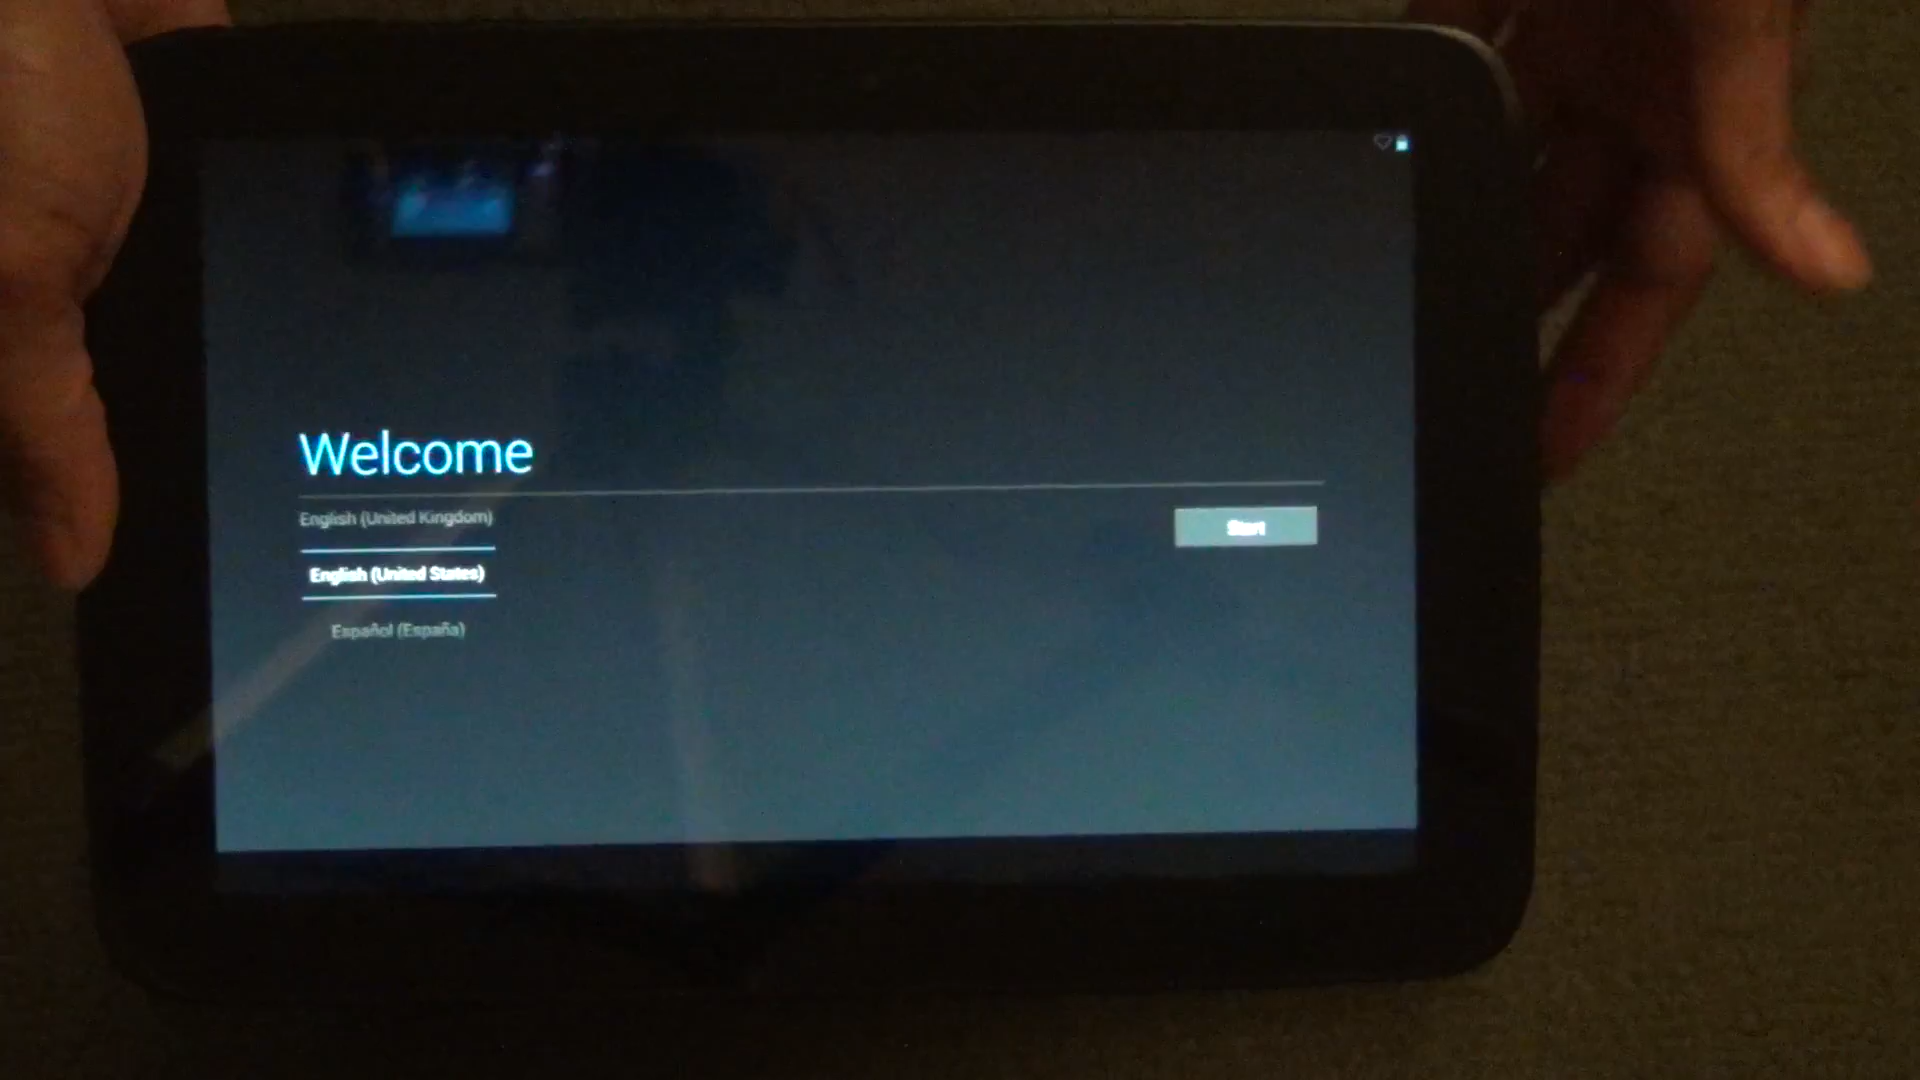 Welcome
English (United Kingdom)
Start
English (United States)
Español (España)